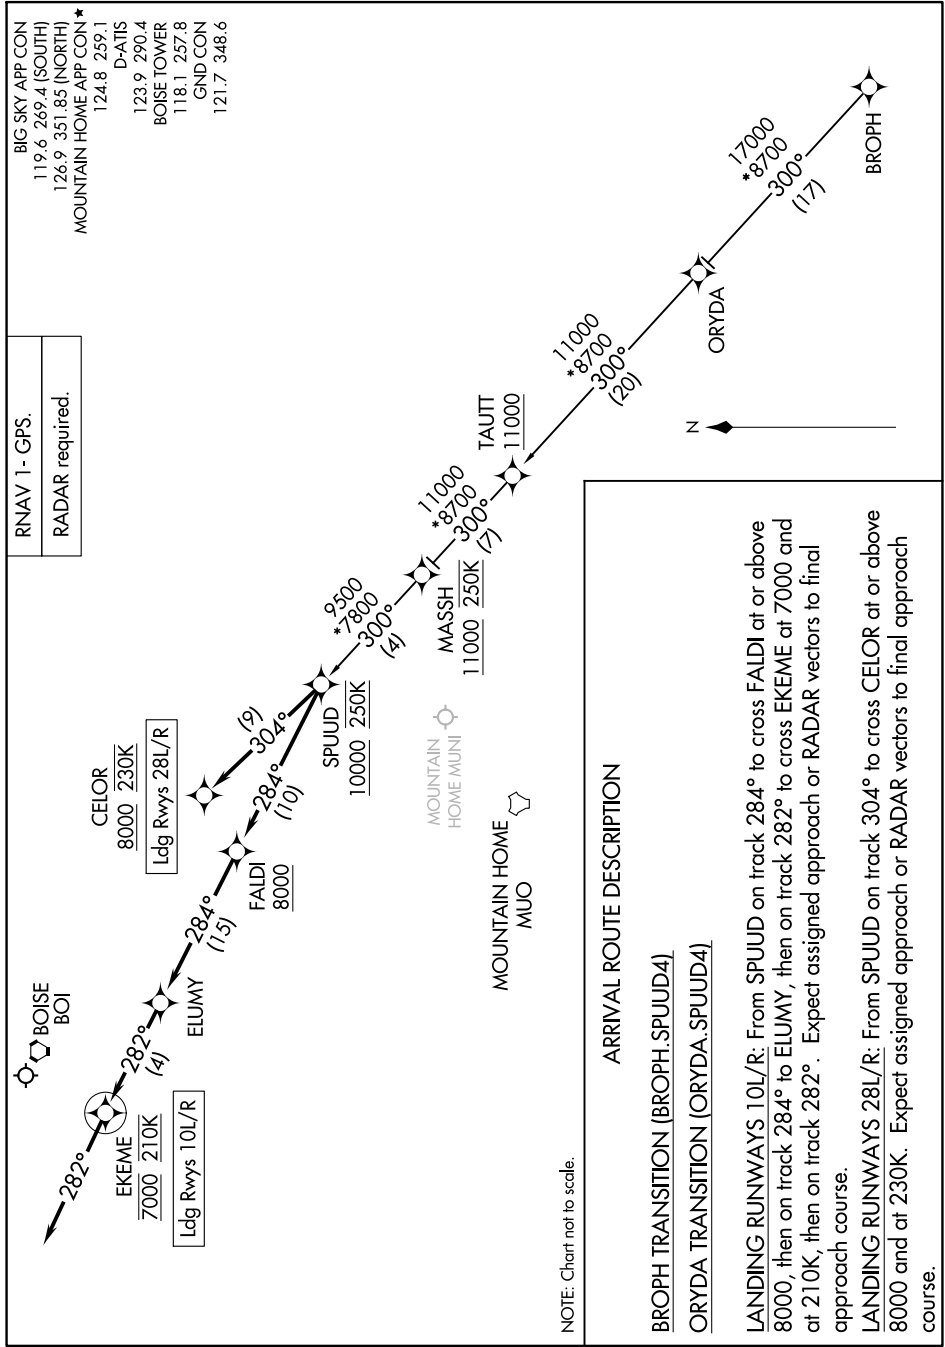 BIG SKY APP CON
119.6 269.4 (SOUTH)
126.9 351.85 (NORTH)
MOUNTAIN HOME APP CON★
124.8 259.1
D-ATIS
123.9 290.4
BOISE TOWER
118.1 257.8
GND CON
121.7 348.6
RNAV 1- GPS.
RADAR required.
BOISE
BOI
282°
EKEME
7000 210K
Ldg Rwys 10L/R
282°
(4)
ELUMY
284°
(15)
FALDI
8000
284°
(10)
CELOR
8000 230K
Ldg Rwys 28L/R
304°
(9)
SPUUD
10000 250K
9500
*7800
300°
(4)
MASSH
11000 250K
11000
*8700
300°
(7)
TAUTT
11000
11000
*8700
300°
(20)
ORYDA
17000
*8700
300°
(17)
BROPH
MOUNTAIN
HOME MUNI
MOUNTAIN HOME
MUO
N
NOTE: Chart not to scale.
ARRIVAL ROUTE DESCRIPTION
BROPH TRANSITION (BROPH.SPUUD4)
ORYDA TRANSITION (ORYDA.SPUUD4)
LANDING RUNWAYS 10L/R: From SPUUD on track 284° to cross FALDI at or above
8000, then on track 284° to ELUMY, then on track 282° to cross EKEME at 7000 and
at 210K, then on track 282°. Expect assigned approach or RADAR vectors to final
approach course.
LANDING RUNWAYS 28L/R: From SPUUD on track 304° to cross CELOR at or above
8000 and at 230K. Expect assigned approach or RADAR vectors to final approach
course.